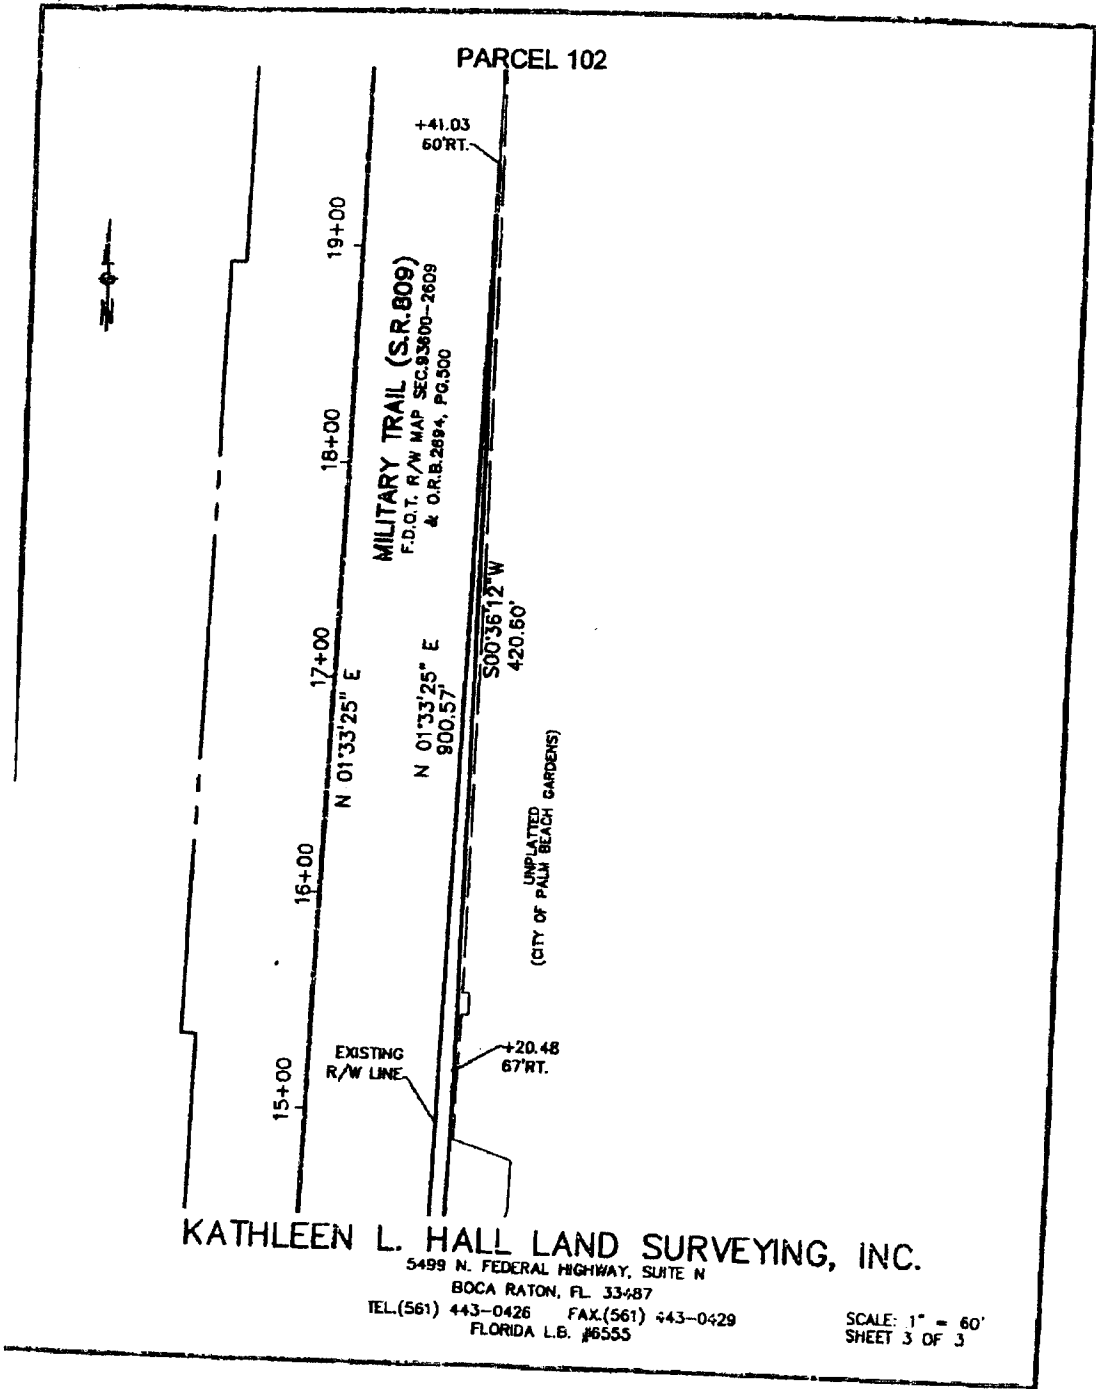 PARCEL 102
+41.03
60'RT.
19+00
MILITARY TRAIL (S.R.809)
F.D.O.T. R/W MAP SEC.93600-2609
& O.R.B.2694, PG.500
18+00
S00°36'12"W
420.60'
17+00
N 01°33'25" E
N 01°33'25" E
900.57'
UNPLATTED
(CITY OF PALM BEACH GARDENS)
16+00
EXISTING
R/W LINE
+20.48
67'RT.
15+00
KATHLEEN L. HALL LAND SURVEYING, INC.
5499 N. FEDERAL HIGHWAY, SUITE N
BOCA RATON, FL. 33487
TEL.(561) 443-0426 FAX.(561) 443-0429
FLORIDA L.B. #6555
SCALE: 1" = 60'
SHEET 3 OF 3
N